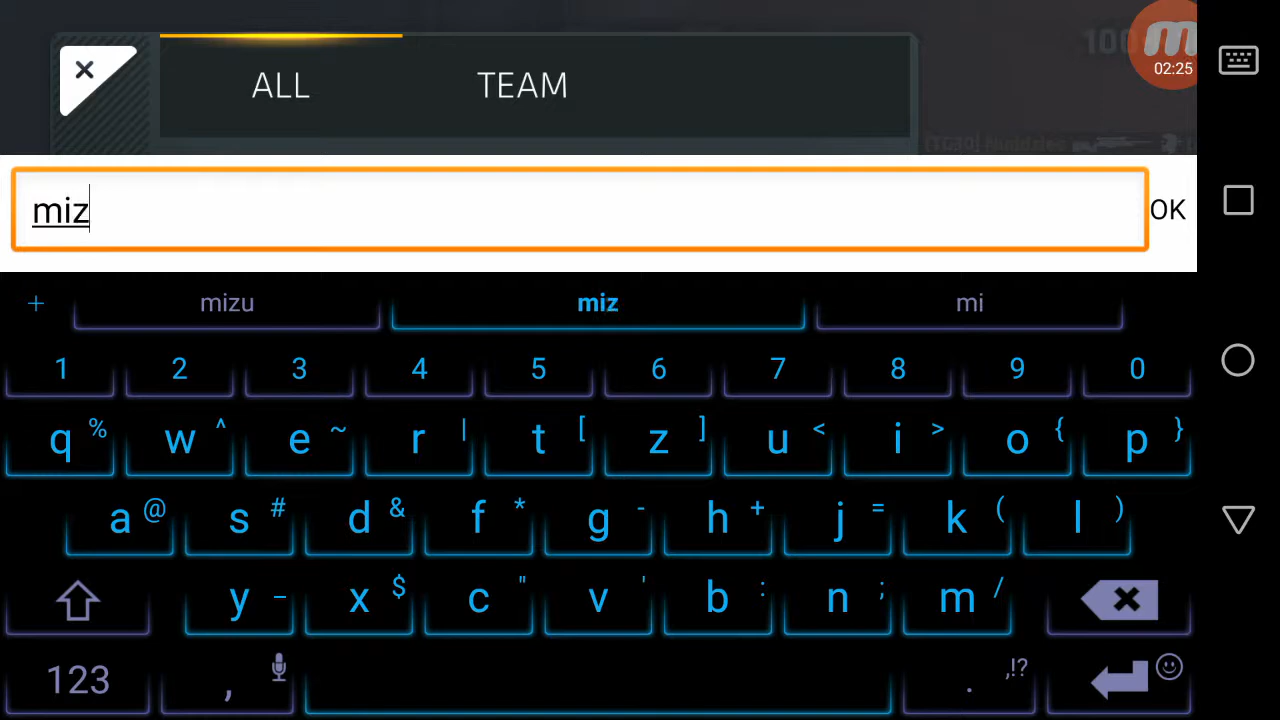 100
02:25
ALL TEAM
miz OK
+ mizu miz mi
1 2 3 4 5 6 7 8 9 0
q % w ^ e ~ r | t [ z ] u < i > o { p }
a @ s # d & f * g - h + j = k ( l )
y _ x $ c " v ' b : n ; m /
123 , . ,!?